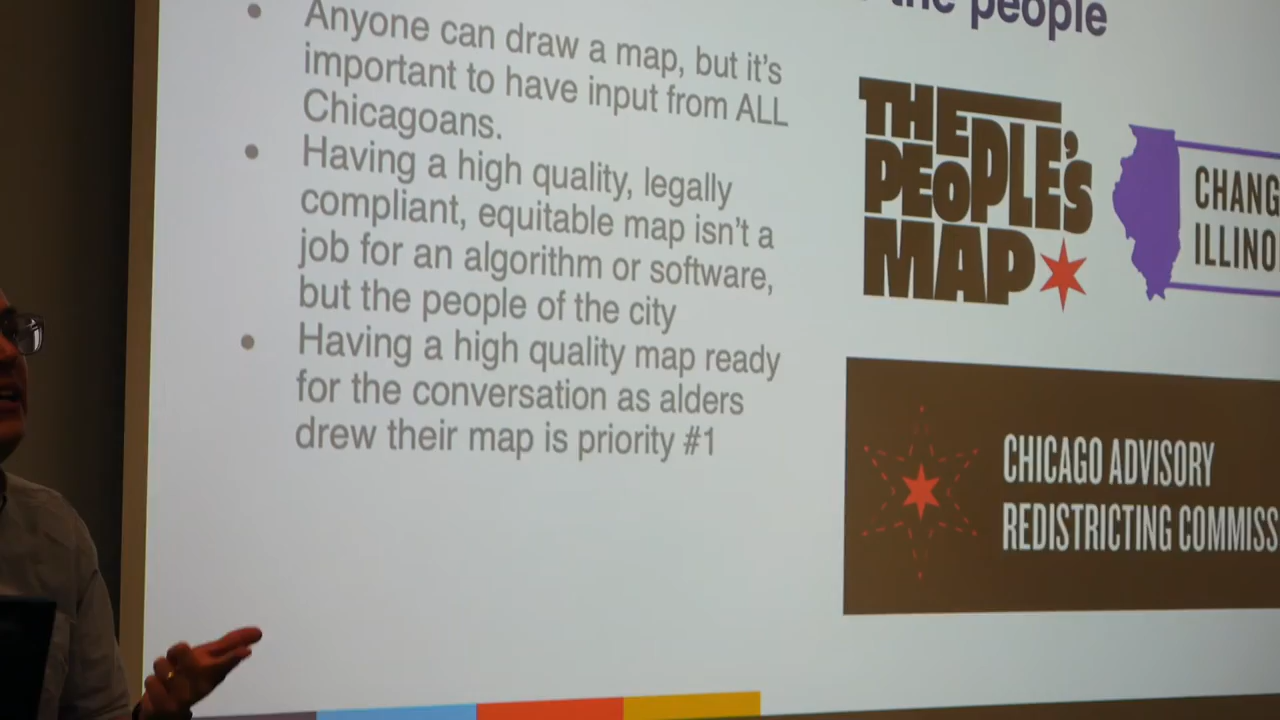 the people
Anyone can draw a map, but it's
important to have input from ALL
Chicagoans.
Having a high quality, legally
compliant, equitable map isn't a
job for an algorithm or software,
but the people of the city
Having a high quality map ready
for the conversation as alders
drew their map is priority #1
THE
PEOPLE'S
MAP
CHANG
ILLINO
CHICAGO ADVISORY
REDISTRICTING COMMISS